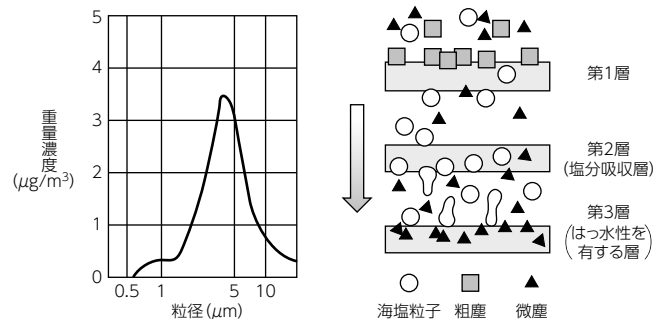 5
4
3
2
1
0
重量濃度
(μg/m³)
0.5 1 5 10
粒径(μm)
第1層
第2層
(塩分吸収層)
第3層
(はっ水性を
有する層)
海塩粒子 粗塵 微塵